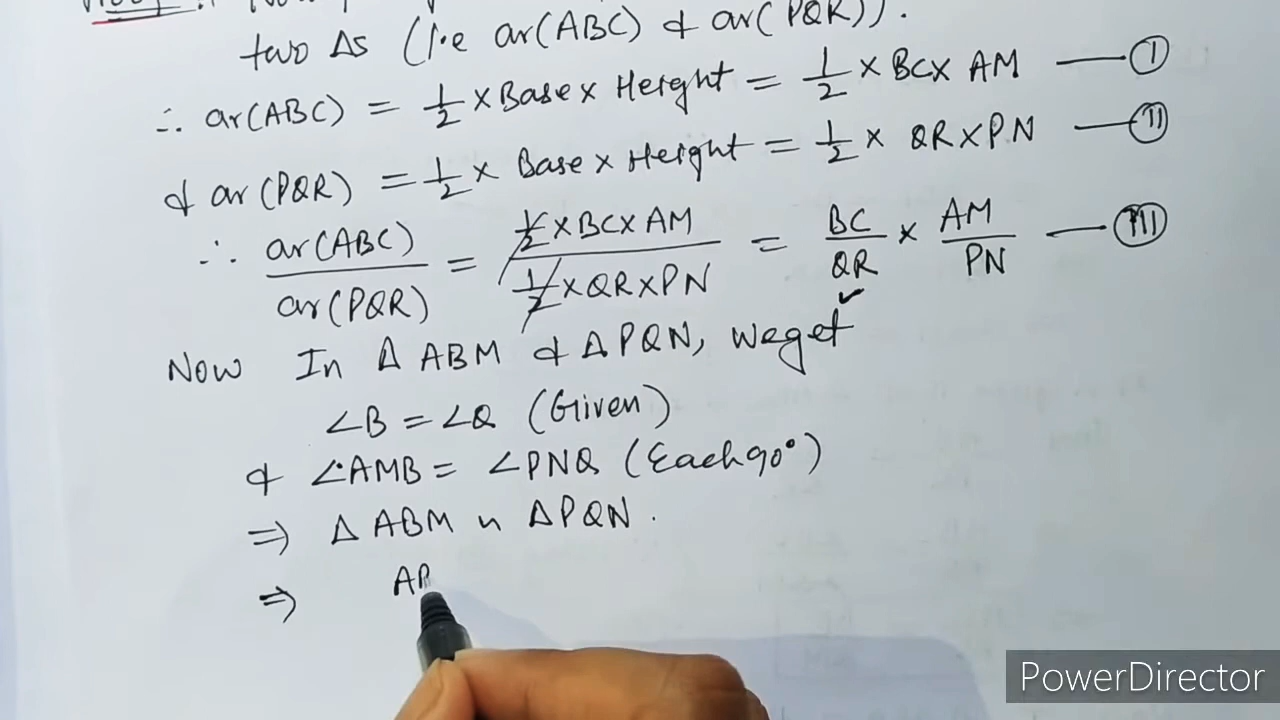 two Δs (i.e ar(ABC) & ar(PQR)).
∴ ar(ABC) = 1/2 × Base × Height = 1/2 × BC × AM — (I)
& ar(PQR) = 1/2 × Base × Height = 1/2 × QR × PN — (II)
∴ ar(ABC)/ar(PQR) = 1/2 × BC × AM / 1/2 × QR × PN = BC/QR × AM/PN — (III)
Now In Δ ABM & Δ PQN, we get
∠B = ∠Q (Given)
& ∠AMB = ∠PNQ (Each 90°)
⇒ Δ ABM ~ Δ PQN.
⇒ AB
PowerDirector